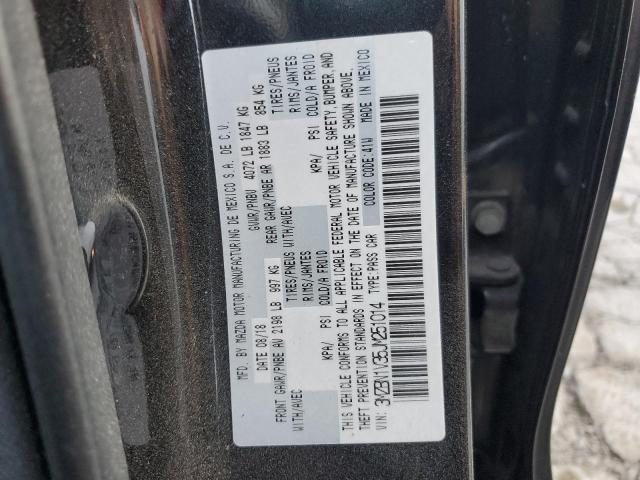 MFD. BY MAZDA MOTOR MANUFACTURING DE MEXICO S.A. DE C.V.
DATE 08/18 GVWR/PNBV 4072 LB 1847 KG
FRONT GAWR/PNBE AV 2198 LB 997 KG REAR GAWR/PNBE AR 1883 LB 854 KG
WITH/AVEC TIRES/PNEUS WITH/AVEC TIRES/PNEUS
RIMS/JANTES RIMS/JANTES
KPA/ PSI COLD/A FROID KPA/ PSI COLD/A FROID
THIS VEHICLE CONFORMS TO ALL APPLICABLE FEDERAL MOTOR VEHICLE SAFETY, BUMPER, AND
THEFT PREVENTION STANDARDS IN EFFECT ON THE DATE OF MANUFACTURE SHOWN ABOVE.
VIN: 3MZBN1V35JM251014 TYPE:PASS CAR COLOR CODE:41W MADE IN MEXICO